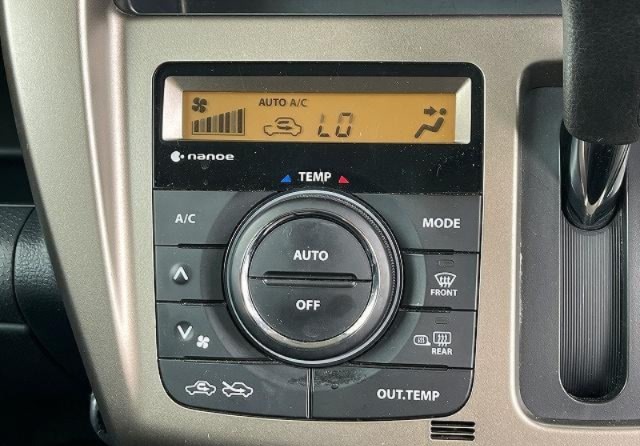 AUTO A/C
LO
nanoe
TEMP
A/C
MODE
AUTO
OFF
FRONT
REAR
OUT.TEMP